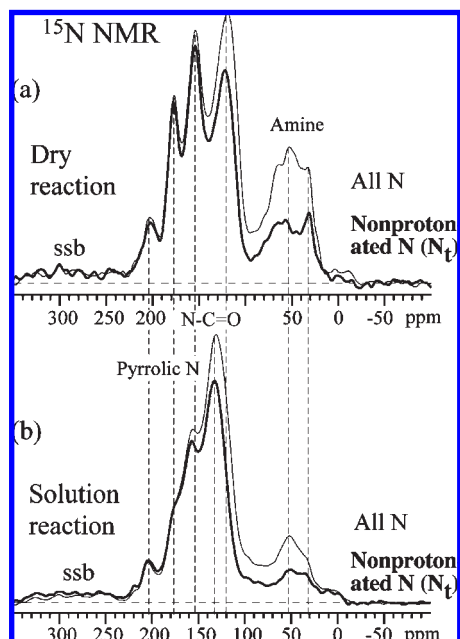 ¹⁵N NMR
(a)
Amine
Dry
reaction
All N
Nonproton
ated N (Nₜ)
ssb
300 250 200 150 100 50 0 -50 ppm
N-C=O
Pyrrolic N
(b)
Solution
reaction
All N
Nonproton
ated N (Nₜ)
ssb
300 250 200 150 100 50 0 -50 ppm